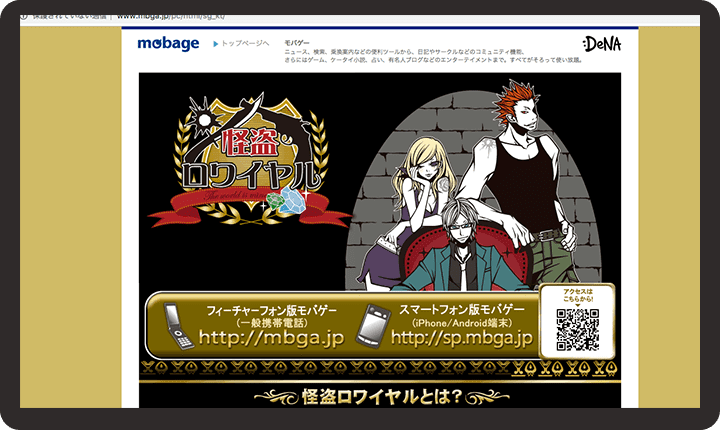 保護されていない通信 | www.mbga.jp/pc/html/sg_kt/
mobage
トップページへ
モバゲー
ニュース、検索、乗換案内などの便利ツールから、日記やサークルなどのコミュニティ機能、
さらにはゲーム、ケータイ小説、占い、有名人ブログなどのエンターテイメントまで。すべてがそろって使い放題。
:DeNA
怪盗
ロワイヤル
The world is mine
フィーチャーフォン版モバゲー
(一般携帯電話)
http://mbga.jp
スマートフォン版モバゲー
(iPhone/Android端末)
http://sp.mbga.jp
アクセスは
こちらから!
怪盗ロワイヤルとは?